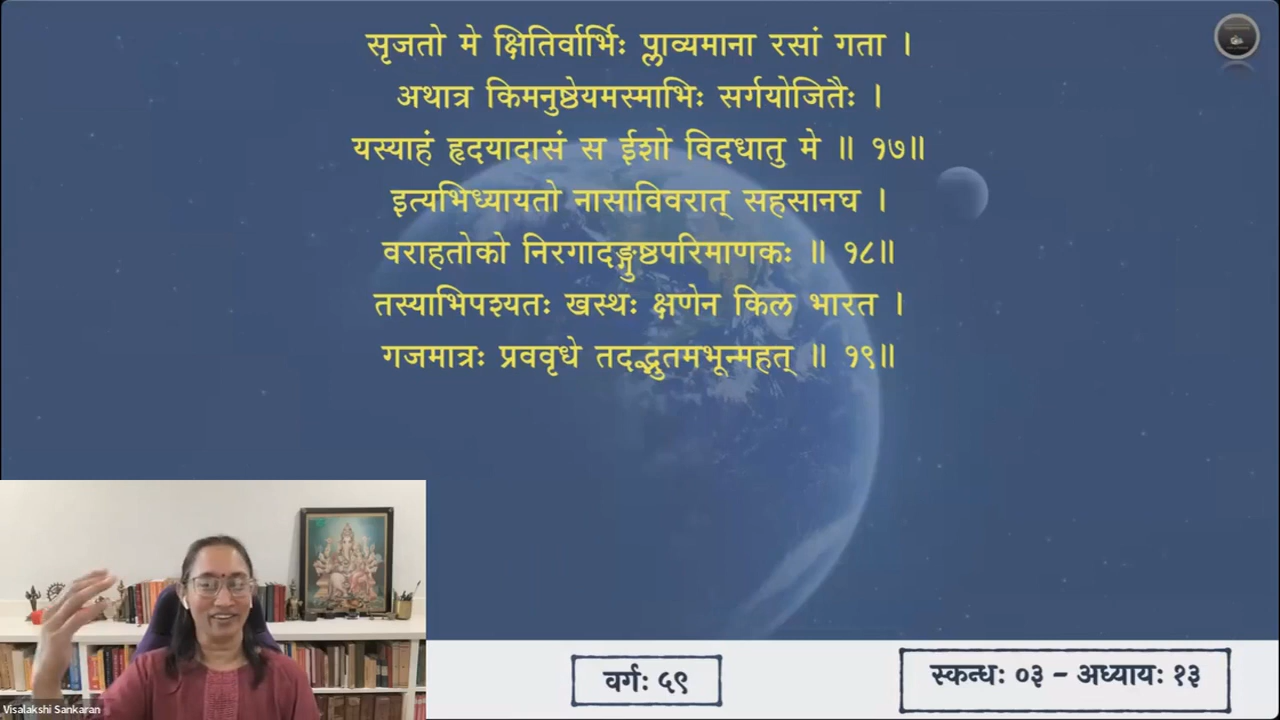 सृजतो मे क्षितिर्वार्भिः प्लाव्यमाना रसां गता ।
अथात्र किमनुष्ठेयमस्माभिः सर्गयोजितैः ।
यस्याहं हृदयादासं स ईशो विदधातु मे ॥ १७॥
इत्यभिध्यायतो नासाविवरात् सहसानघ ।
वराहतोको निरगादङ्गुष्ठपरिमाणकः ॥ १८॥
तस्याभिपश्यतः खस्थः क्षणेन किल भारत ।
गजमात्रः प्रववृधे तदद्भुतमभून्महत् ॥ १९॥
Visalakshi Sankaran
वर्गः ५९
स्कन्धः ०३ - अध्यायः १३